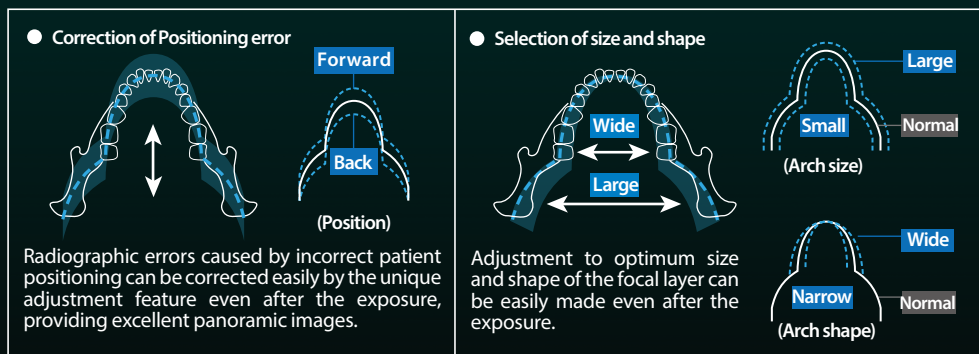 ● Correction of Positioning error
Forward
Back
(Position)
Radiographic errors caused by incorrect patient
positioning can be corrected easily by the unique
adjustment feature even after the exposure,
providing excellent panoramic images.
● Selection of size and shape
Wide
Large
Large
Small
Normal
(Arch size)
Adjustment to optimum size
and shape of the focal layer can
be easily made even after the
exposure.
Wide
Narrow
Normal
(Arch shape)